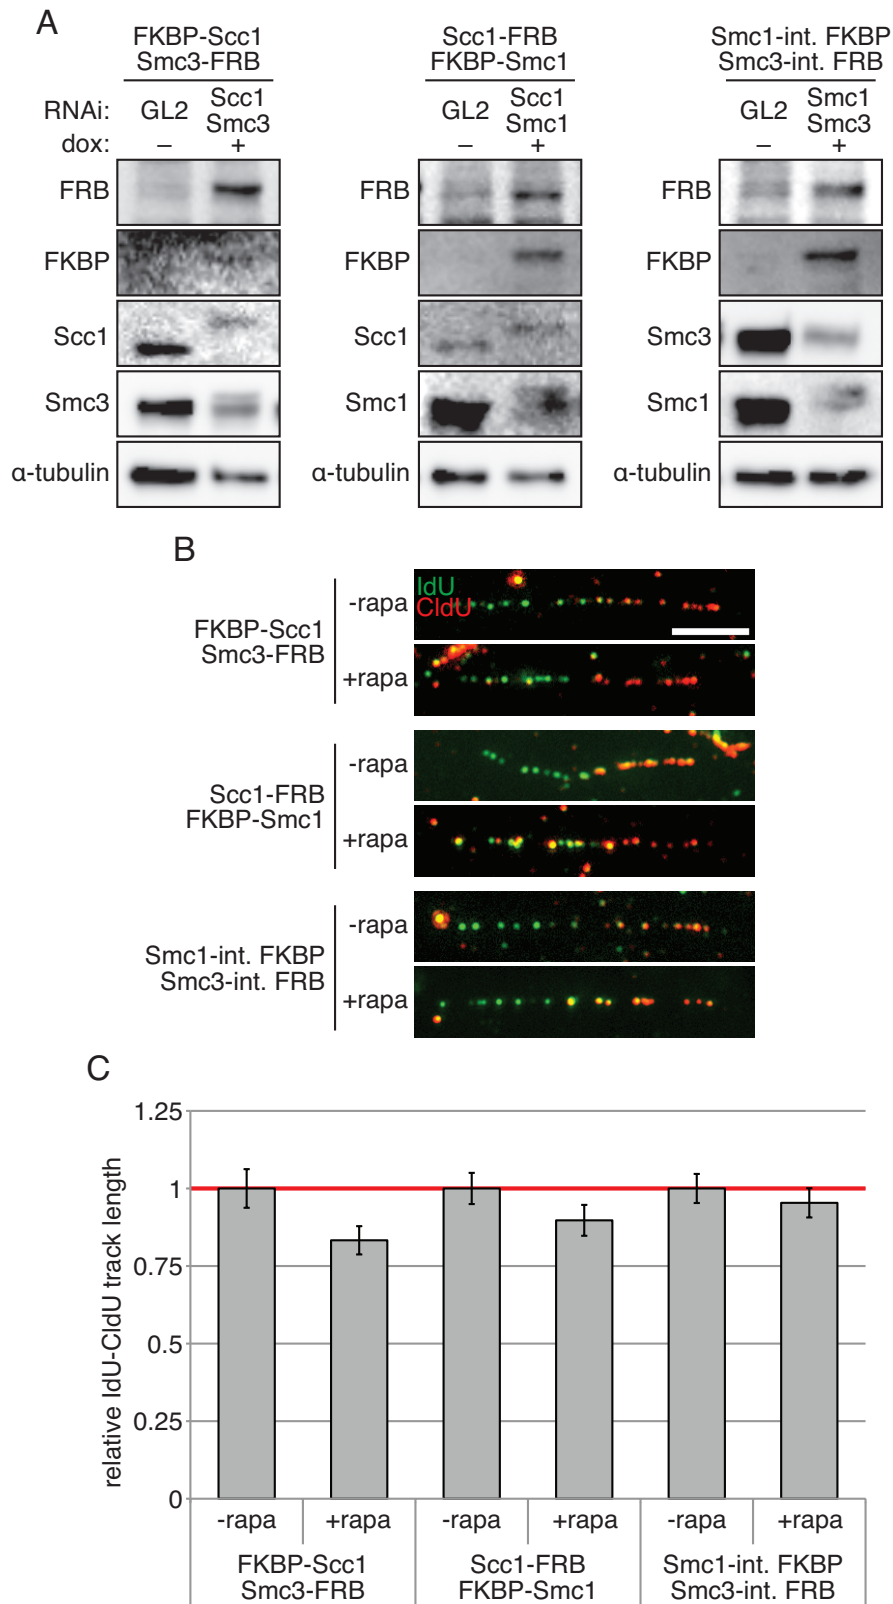 A
FKBP-Scc1
Smc3-FRB
Scc1-FRB
FKBP-Smc1
Smc1-int. FKBP
Smc3-int. FRB
RNAi:
GL2
Scc1
Smc3
GL2
Scc1
Smc1
GL2
Smc1
Smc3
dox:
– + – + – +
FRB
FKBP
Scc1
Smc3
α-tubulin
FRB
FKBP
Scc1
Smc1
α-tubulin
FRB
FKBP
Smc3
Smc1
α-tubulin
B
FKBP-Scc1
Smc3-FRB
-rapa
IdU
CldU
+rapa
Scc1-FRB
FKBP-Smc1
-rapa
+rapa
Smc1-int. FKBP
Smc3-int. FRB
-rapa
+rapa
C
relative IdU-CldU track length
1.25
1
0.75
0.5
0.25
0
-rapa +rapa -rapa +rapa -rapa +rapa
FKBP-Scc1
Smc3-FRB
Scc1-FRB
FKBP-Smc1
Smc1-int. FKBP
Smc3-int. FRB